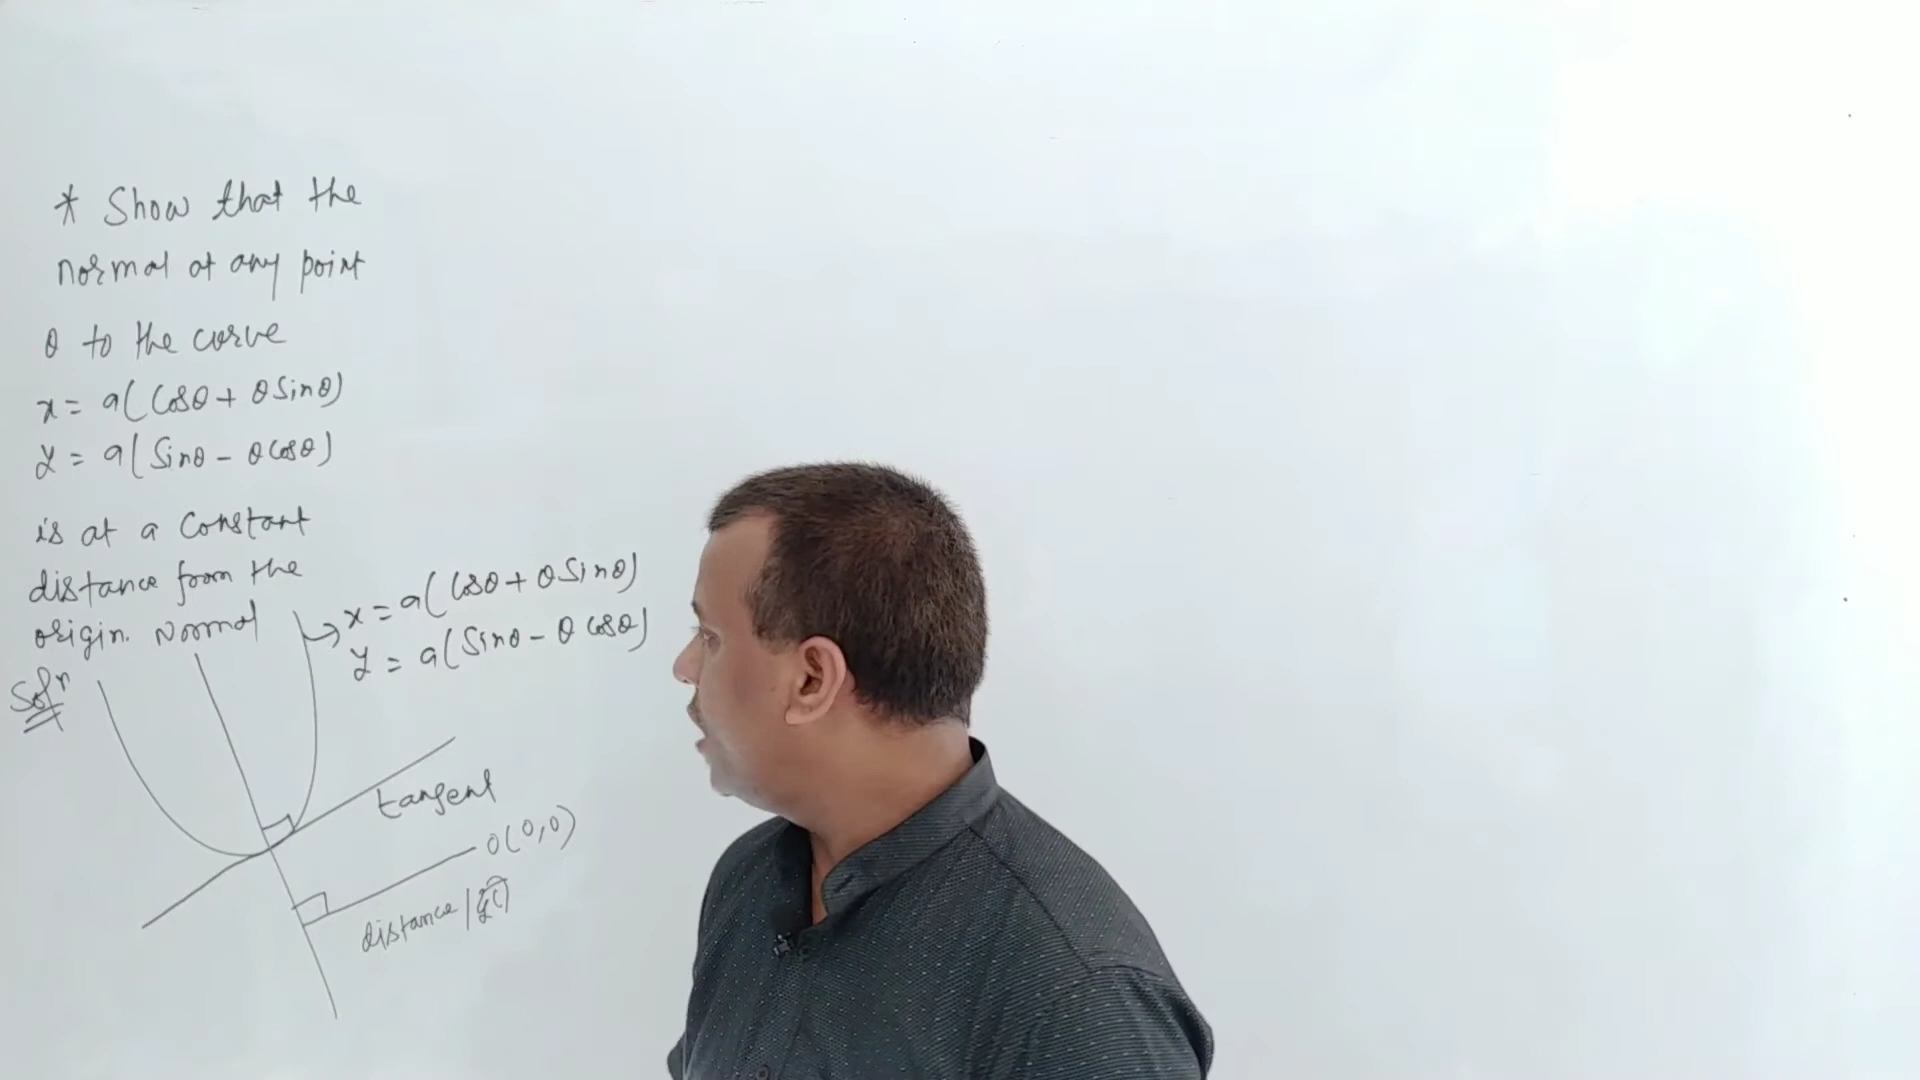 * Show that the
normal at any point
θ to the curve
x = a(Cosθ + θ Sinθ)
y = a(Sinθ - θ Cosθ)
is at a Constant
distance from the
origin.
Normal
Solⁿ
x = a(Cosθ + θ Sinθ)
y = a(Sinθ - θ Cosθ)
tangent
O(0,0)
distance /